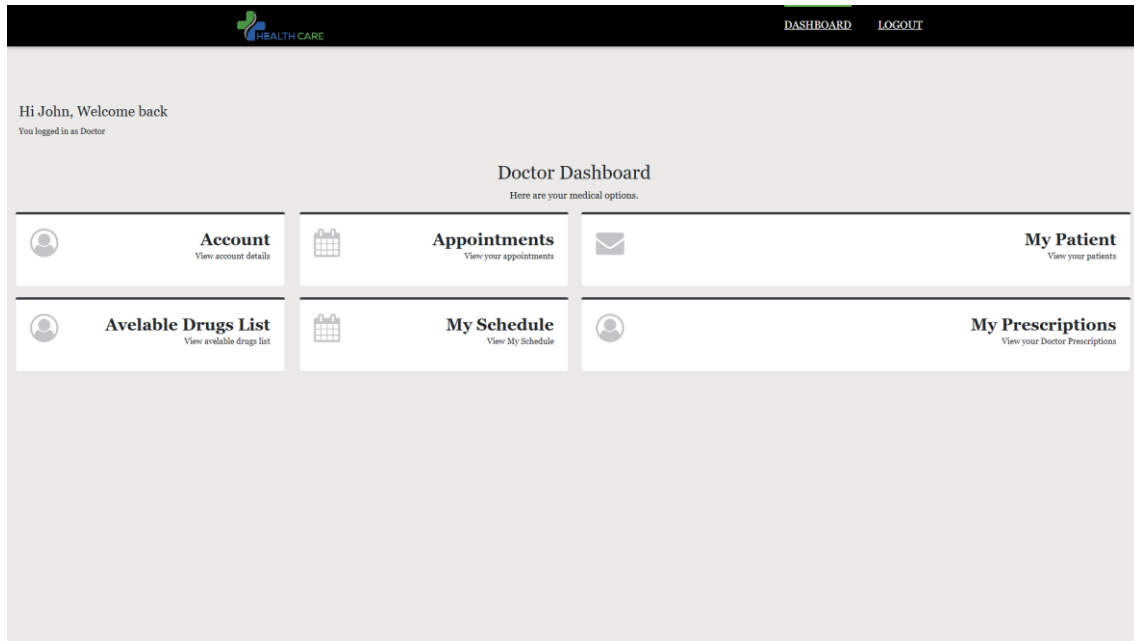 HEALTH CARE
DASHBOARD LOGOUT
Hi John, Welcome back
You logged in as Doctor
Doctor Dashboard
Here are your medical options.
Account
View account details
Appointments
View your appointments
My Patient
View your patients
Avelable Drugs List
View avelable drugs list
My Schedule
View My Schedule
My Prescriptions
View your Doctor Prescriptions